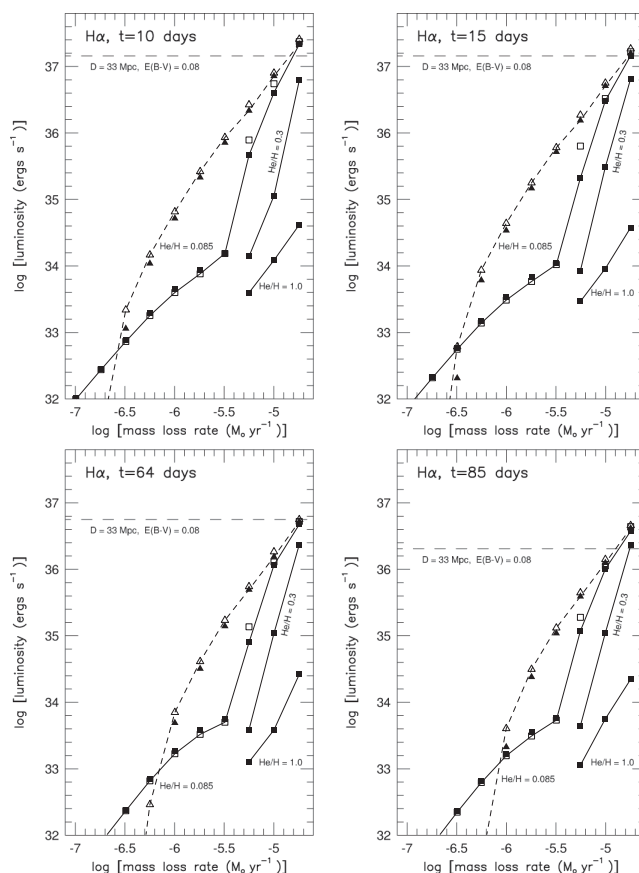 Hα, t=10 days
D = 33 Mpc, E(B-V) = 0.08
He/H = 0.3
He/H = 0.085
He/H = 1.0
log [luminosity (ergs s⁻¹)]
37
36
35
34
33
32
-7 -6.5 -6 -5.5 -5
log [mass loss rate (M☉ yr⁻¹)]
Hα, t=15 days
D = 33 Mpc, E(B-V) = 0.08
He/H = 0.3
He/H = 0.085
He/H = 1.0
log [luminosity (ergs s⁻¹)]
37
36
35
34
33
32
-7 -6.5 -6 -5.5 -5
log [mass loss rate (M☉ yr⁻¹)]
Hα, t=64 days
D = 33 Mpc, E(B-V) = 0.08
He/H = 0.3
He/H = 0.085
He/H = 1.0
log [luminosity (ergs s⁻¹)]
37
36
35
34
33
32
-7 -6.5 -6 -5.5 -5
log [mass loss rate (M☉ yr⁻¹)]
Hα, t=85 days
D = 33 Mpc, E(B-V) = 0.08
He/H = 0.3
He/H = 0.085
He/H = 1.0
log [luminosity (ergs s⁻¹)]
37
36
35
34
33
32
-7 -6.5 -6 -5.5 -5
log [mass loss rate (M☉ yr⁻¹)]